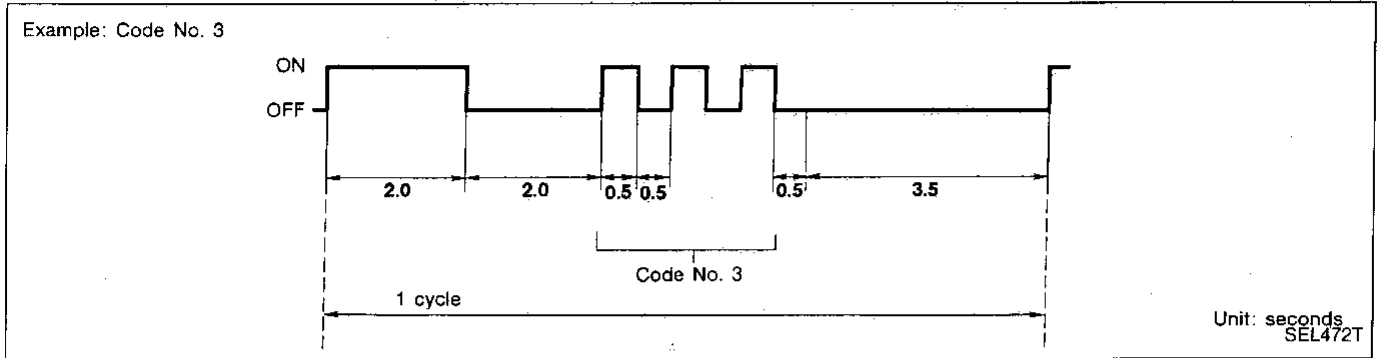 Example: Code No. 3
ON
OFF
2.0 2.0 0.5 0.5 0.5 3.5
Code No. 3
1 cycle
Unit: seconds
SEL472T